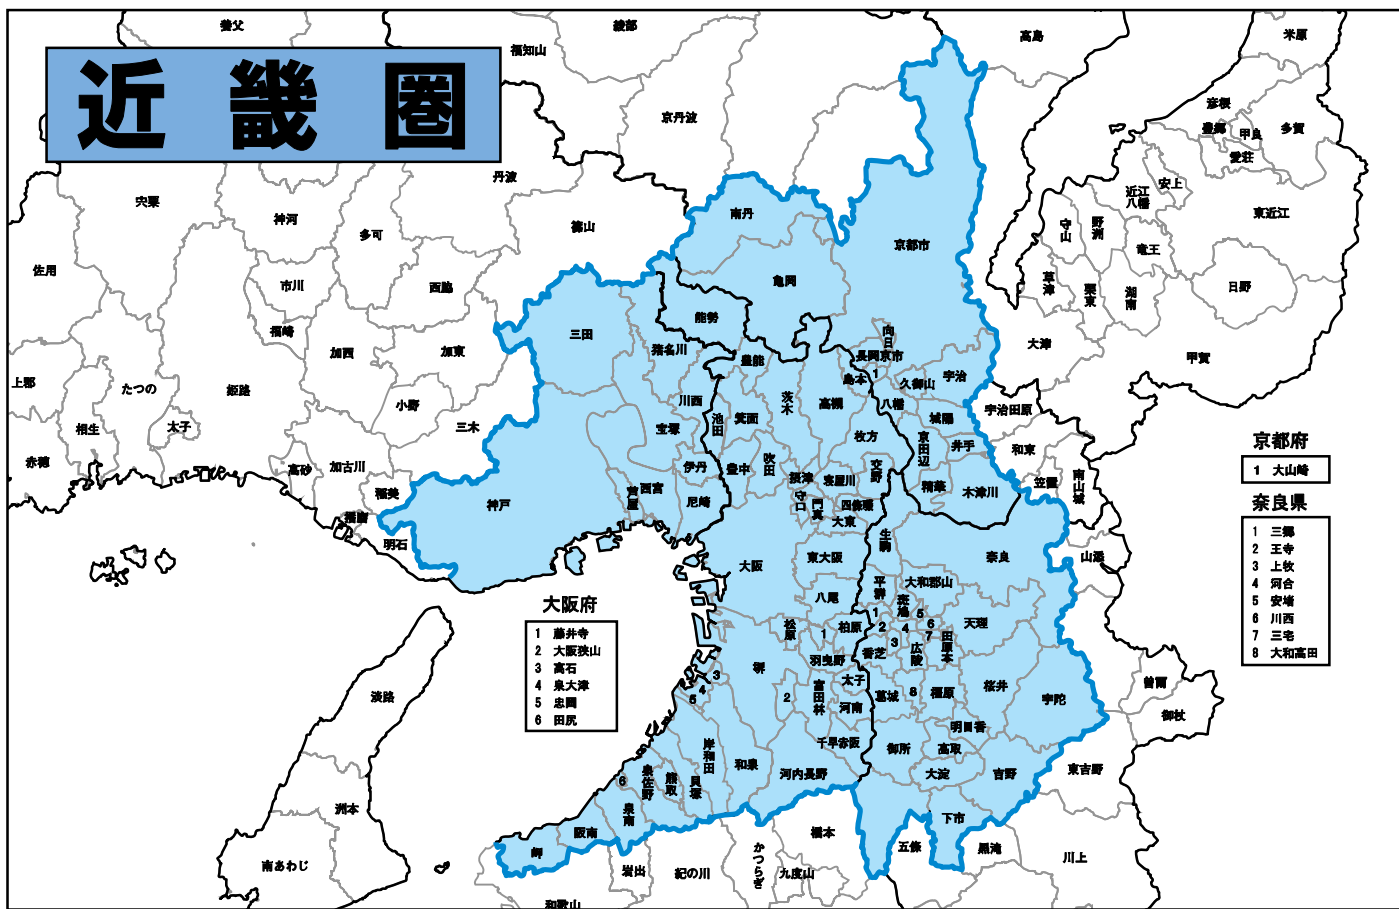 近畿圏
養父
綾部
福知山
高島
米原
京丹波
彦根
豊郷
甲良
多賀
愛荘
丹波
安土
近江
八幡
宍粟
神河
多可
篠山
南丹
京都市
守山
野洲
東近江
竜王
佐用
市川
西脇
亀岡
草津
栗東
湖南
日野
福崎
能勢
三田
加西
加東
猪名川
豊能
向日
長岡京市
大津
甲賀
上郡
たつの
姫路
小野
川西
茨木
高槻
島本
1
久御山
宇治
宇治田原
相生
太子
三木
宝塚
池田
箕面
枚方
八幡
城陽
京田辺
井手
和東
京都府
1 大山崎
赤穂
高砂
加古川
稲美
伊丹
豊中
吹田
摂津
寝屋川
交野
精華
木津川
笠置
南山城
神戸
芦屋
西宮
尼崎
守口
門真
四條畷
大東
奈良県
1 三郷
2 王寺
3 上牧
4 河合
5 安堵
6 川西
7 三宅
8 大和高田
播磨
明石
生駒
奈良
山添
大阪
東大阪
平群
大和郡山
斑鳩
八尾
大阪府
1 藤井寺
2 大阪狭山
3 高石
4 泉大津
5 忠岡
6 田尻
松原
1
柏原
1
2
3
4
5
6
7
天理
田原本
香芝
広陵
羽曳野
堺
3
4
5
2
富田林
太子
河南
葛城
8
橿原
桜井
宇陀
曽爾
御杖
淡路
明日香
千早赤阪
御所
高取
岸和田
和泉
河内長野
大淀
吉野
東吉野
6
泉佐野
熊取
貝塚
洲本
泉南
阪南
岬
下市
南あわじ
岩出
紀の川
かつらぎ
橋本
九度山
五條
黒滝
川上
和歌山